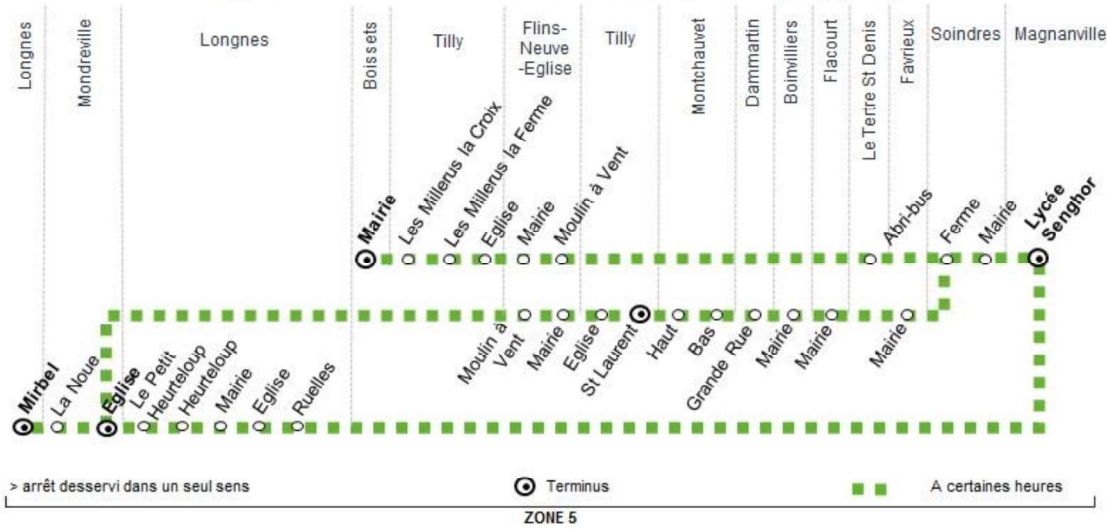 Longnes
Mondreville
Longnes
Boissets
Tilly
Flins-
Neuve
-Eglise
Tilly
Montchauvet
Dammartin
Boinvilliers
Flacourt
Le Tertre St Denis
Favrieux
Soindres
Magnanville
Mairie
Les Millerus la Croix
Les Millerus la Ferme
Eglise
Mairie
Moulin à Vent
Abri-bus
Ferme
Mairie
Lycée
Senghor
Moulin à
Vent
Mairie
Eglise
St Laurent
Haut
Bas
Grande Rue
Mairie
Mairie
Mairie
Mirbel
La Noue
Eglise
Le Petit
Heurteloup
Heurteloup
Mairie
Eglise
Ruelles
> arrêt desservi dans un seul sens
Terminus
A certaines heures
ZONE 5